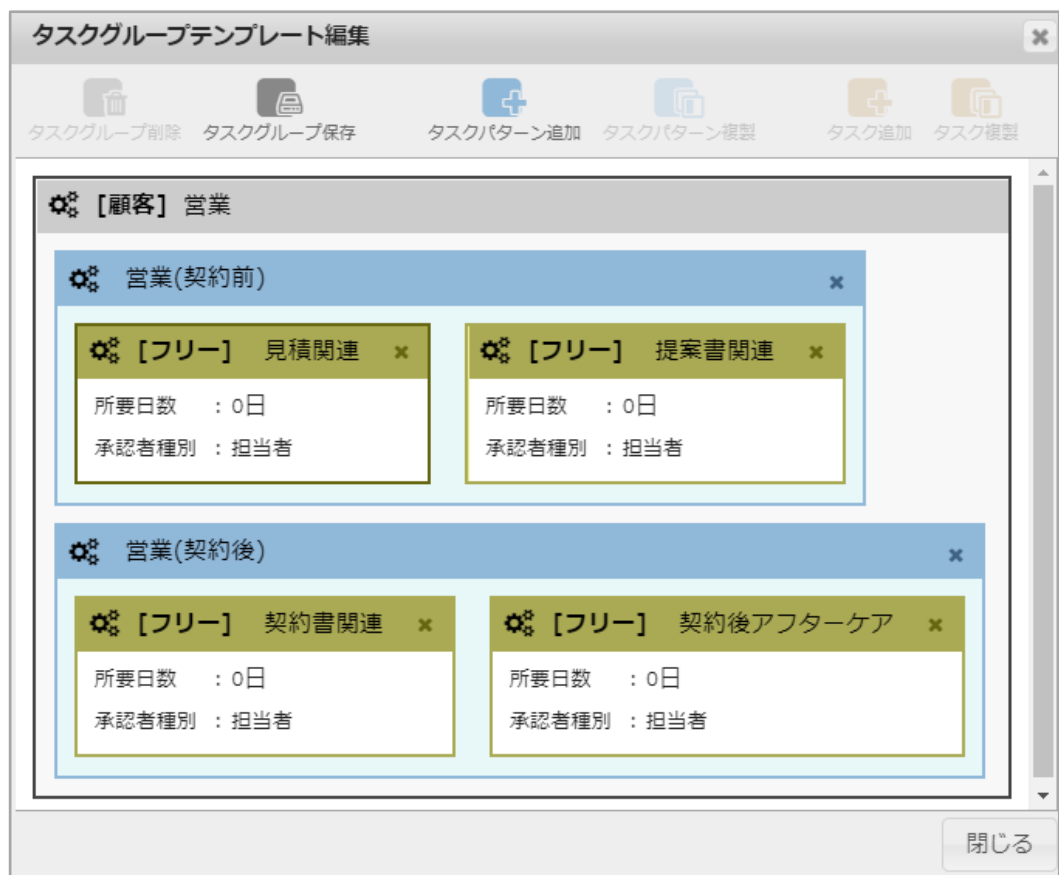 タスクグループテンプレート編集
タスクグループ削除 タスクグループ保存 タスクパターン追加 タスクパターン複製 タスク追加 タスク複製
[顧客] 営業
営業(契約前)
[フリー] 見積関連
所要日数 : 0日
承認者種別 : 担当者
[フリー] 提案書関連
所要日数 : 0日
承認者種別 : 担当者
営業(契約後)
[フリー] 契約書関連
所要日数 : 0日
承認者種別 : 担当者
[フリー] 契約後アフターケア
所要日数 : 0日
承認者種別 : 担当者
閉じる